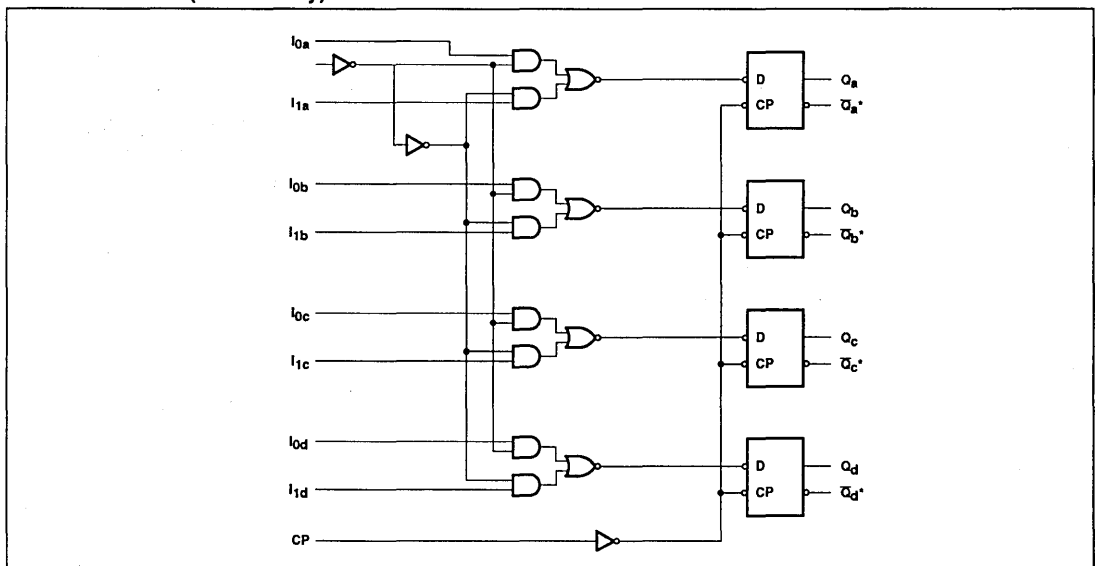 I0a
I1a
D
CP
Qa
Q̅a*
I0b
I1b
D
CP
Qb
Q̅b*
I0c
I1c
D
CP
Qc
Q̅c*
I0d
I1d
D
CP
Qd
Q̅d*
CP